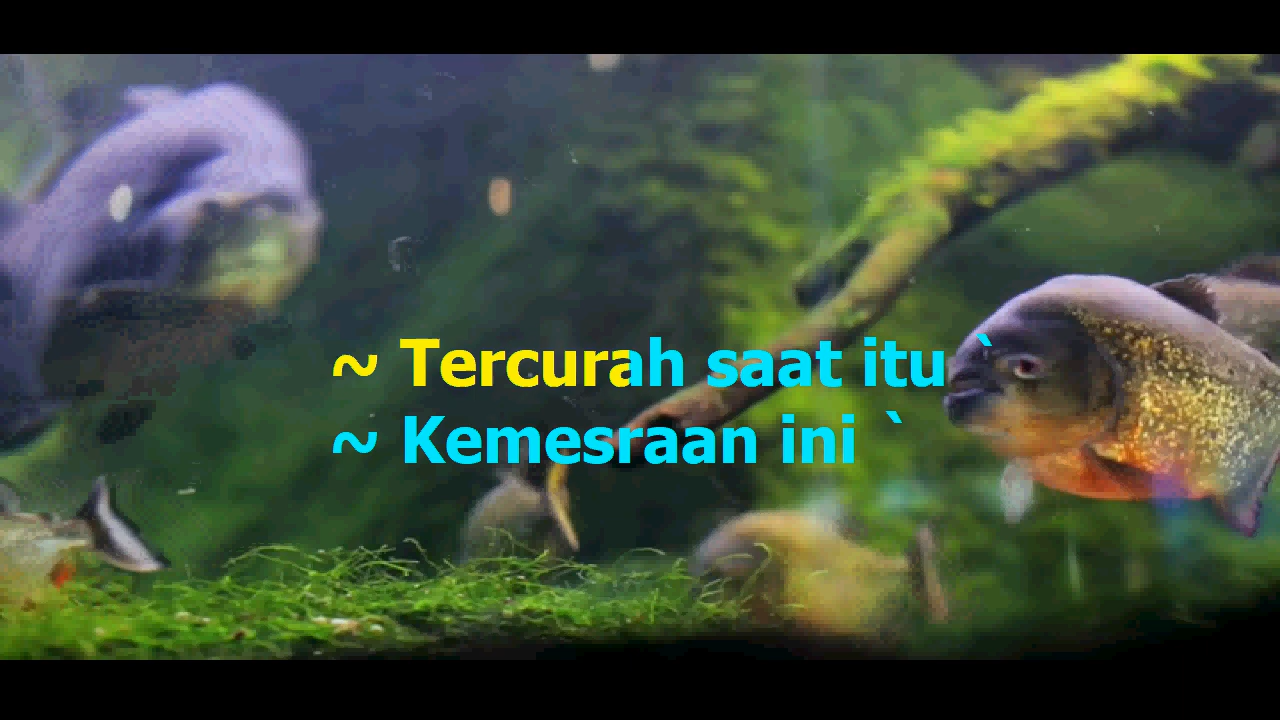 ~ Tercurah saat itu `
~ Kemesraan ini `